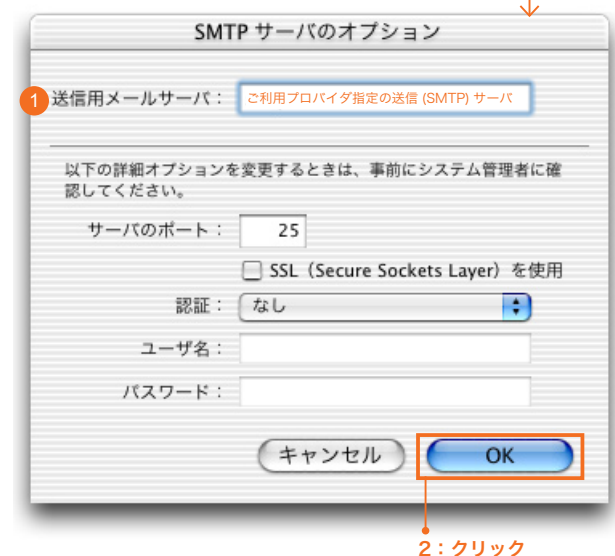 SMTP サーバのオプション
1 送信用メールサーバ： ご利用プロバイダ指定の送信 (SMTP) サーバ
以下の詳細オプションを変更するときは、事前にシステム管理者に確
認してください。
サーバのポート： 25
SSL（Secure Sockets Layer）を使用
認証： なし
ユーザ名：
パスワード：
キャンセル OK
2：クリック